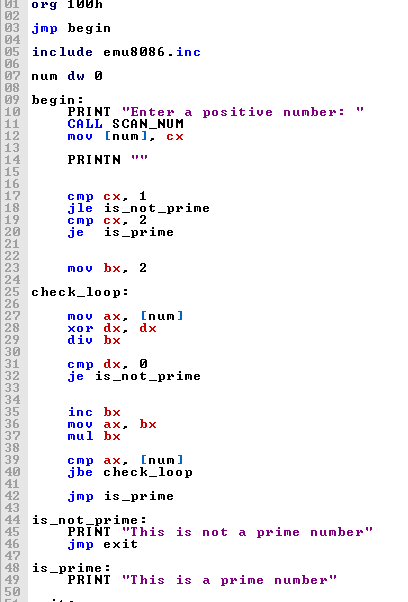 01 org 100h
02
03 jmp begin
04
05 include emu8086.inc
06
07 num dw 0
08
09 begin:
10 PRINT "Enter a positive number: "
11 CALL SCAN_NUM
12 mov [num], cx
13
14 PRINTN ""
15
16
17 cmp cx, 1
18 jle is_not_prime
19 cmp cx, 2
20 je is_prime
21
22
23 mov bx, 2
24
25 check_loop:
26
27 mov ax, [num]
28 xor dx, dx
29 div bx
30
31 cmp dx, 0
32 je is_not_prime
33
34
35 inc bx
36 mov ax, bx
37 mul bx
38
39 cmp ax, [num]
40 jbe check_loop
41
42 jmp is_prime
43
44 is_not_prime:
45 PRINT "This is not a prime number"
46 jmp exit
47
48 is_prime:
49 PRINT "This is a prime number"
50